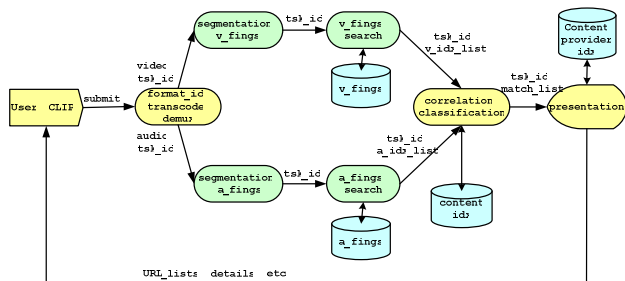 segmentation
v_fings
tsk_id
v_fings
search
tsk_id
v_ids_list
Content
provider
ids
video
tsk_id
v_fings
tsk_id
match_list
User CLIP
submit
format_id
transcode
demux
correlation
classification
presentation
audio
tsk_id
tsk_id
a_ids_list
segmentation
a_fings
tsk_id
a_fings
search
content
ids
a_fings
URL_lists details etc